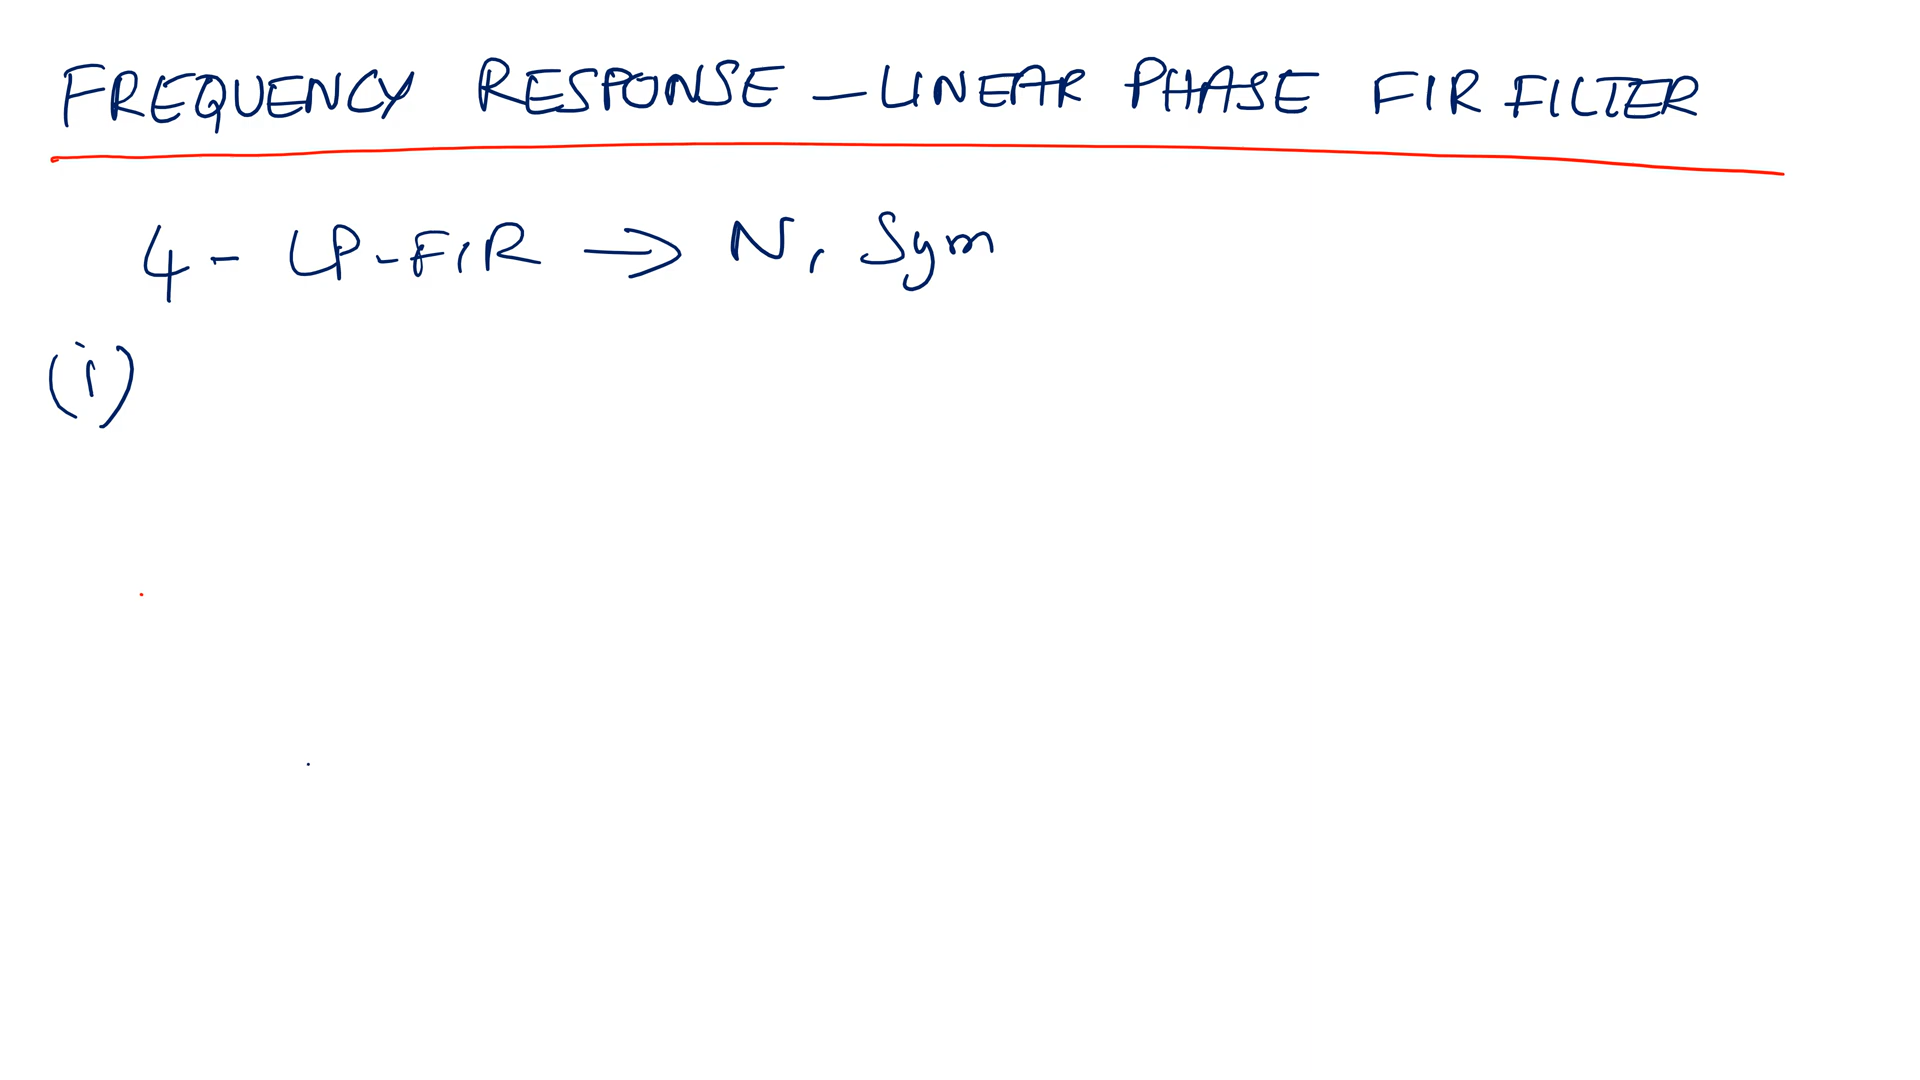 FREQUENCY RESPONSE - LINEAR PHASE FIR FILTER
4 - LP-FIR → N, Sym
(i)